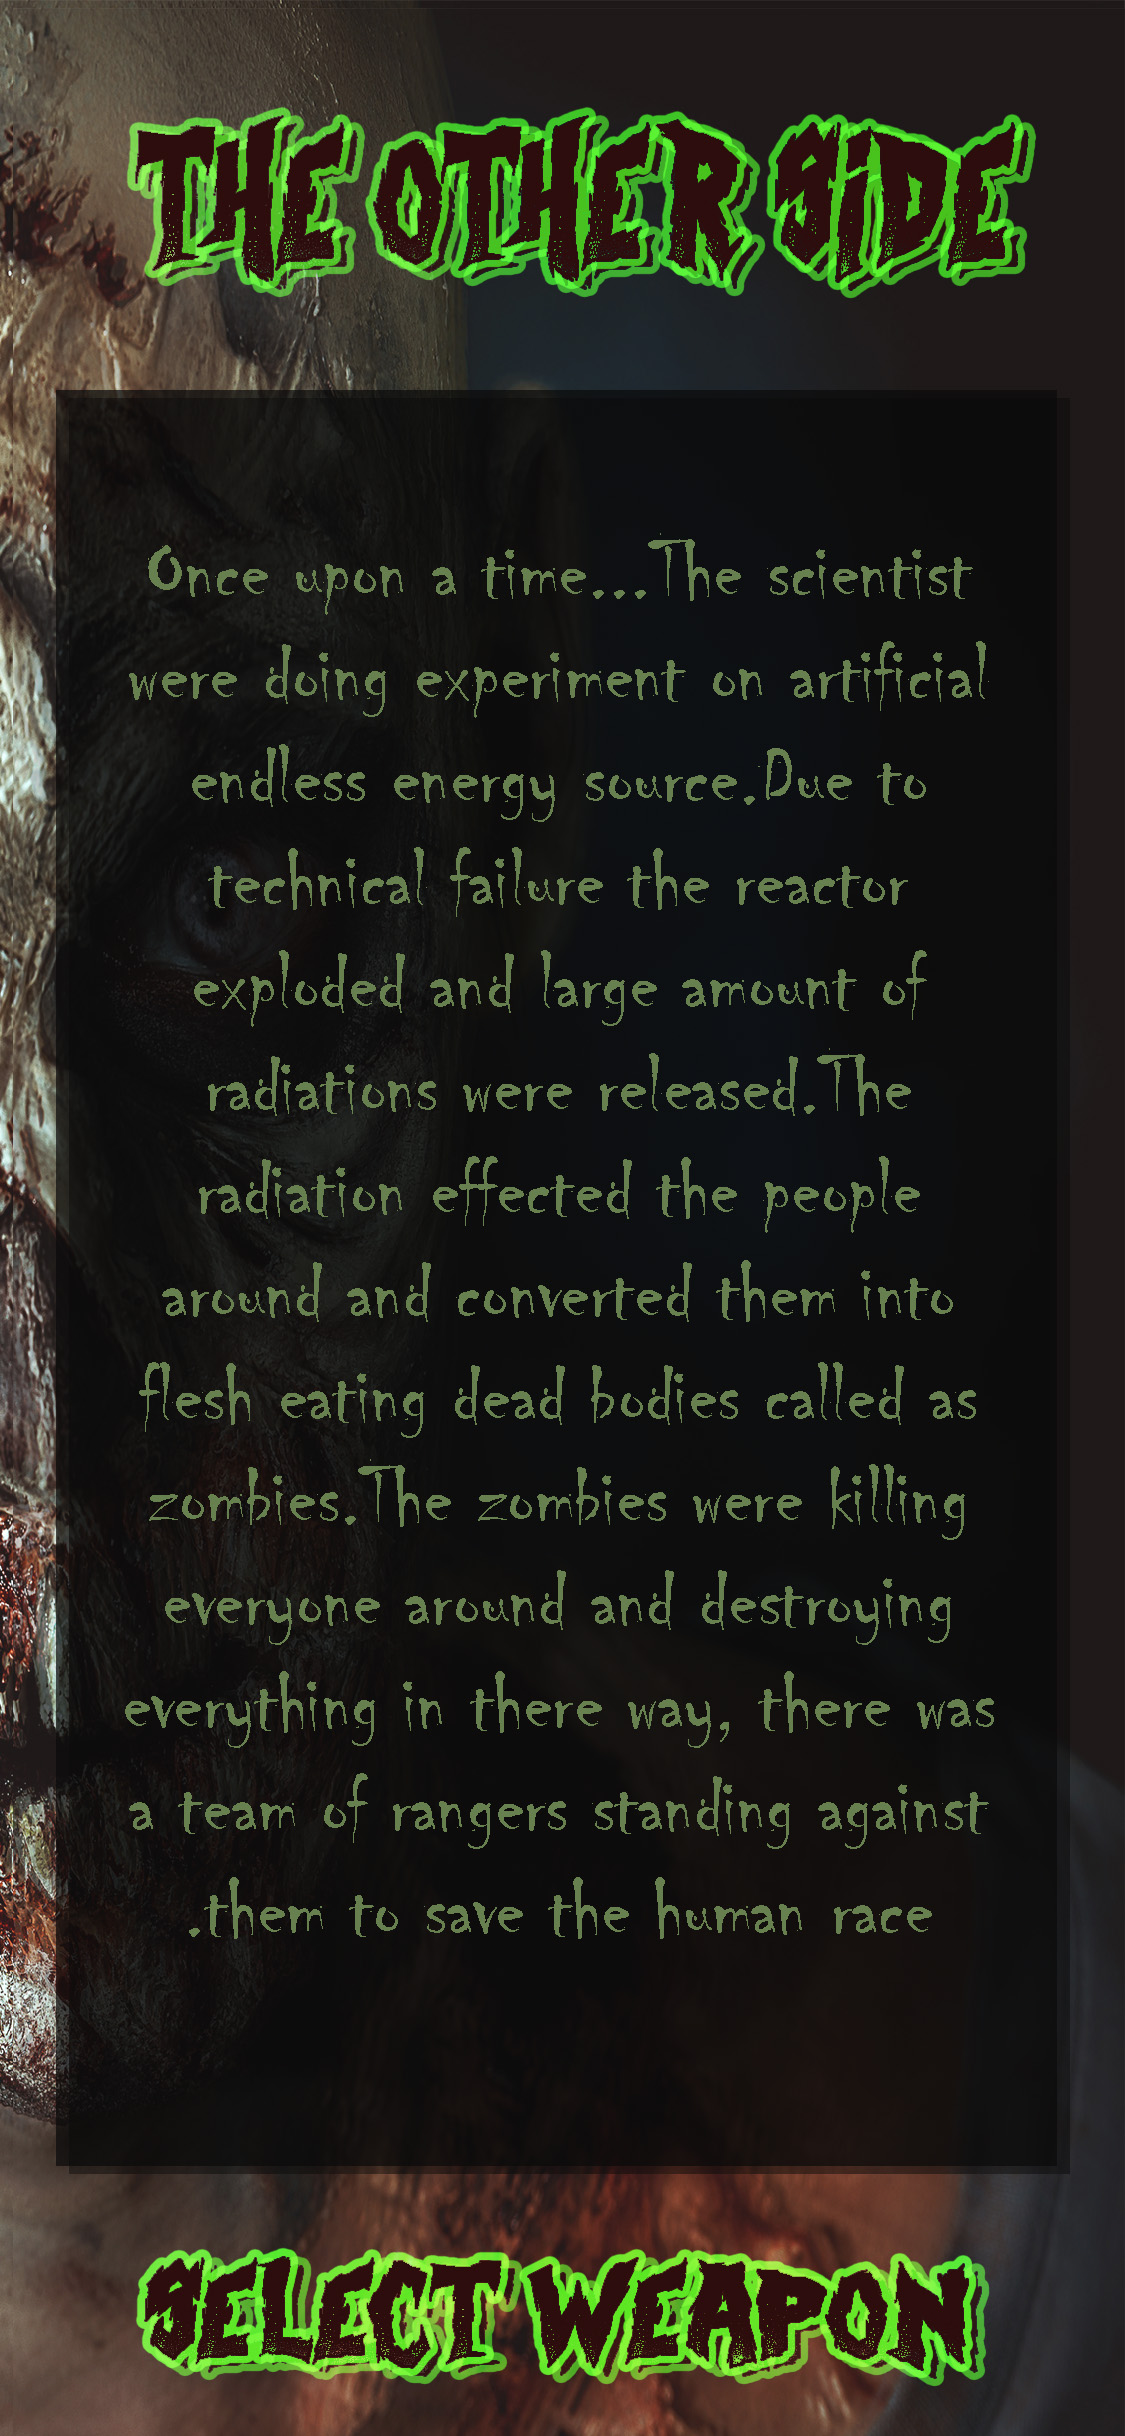 THE OTHER SIDE
Once upon a time...The scientist
were doing experiment on artificial
endless energy source.Due to
technical failure the reactor
exploded and large amount of
radiations were released.The
radiation effected the people
around and converted them into
flesh eating dead bodies called as
zombies.The zombies were killing
everyone around and destroying
everything in there way, there was
a team of rangers standing against
.them to save the human race
SELECT WEAPON